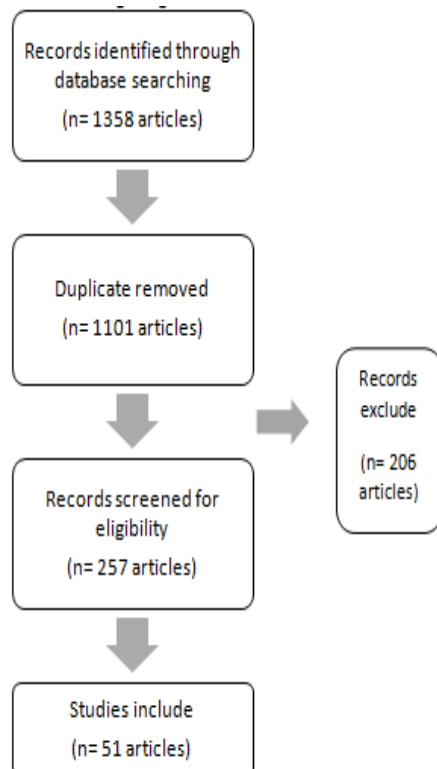 Records identified through
database searching
(n= 1358 articles)
Duplicate removed
(n= 1101 articles)
Records
exclude
(n= 206
articles)
Records screened for
eligibility
(n= 257 articles)
Studies include
(n= 51 articles)